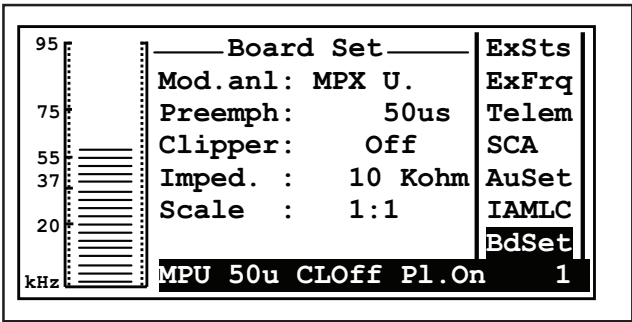 95
75
55
37
20
kHz
Board Set
Mod.anl: MPX U.
Preemph: 50us
Clipper: Off
Imped. : 10 Kohm
Scale : 1:1
MPU 50u CLOff Pl.On 1
ExSts
ExFrq
Telem
SCA
AuSet
IAMLC
BdSet